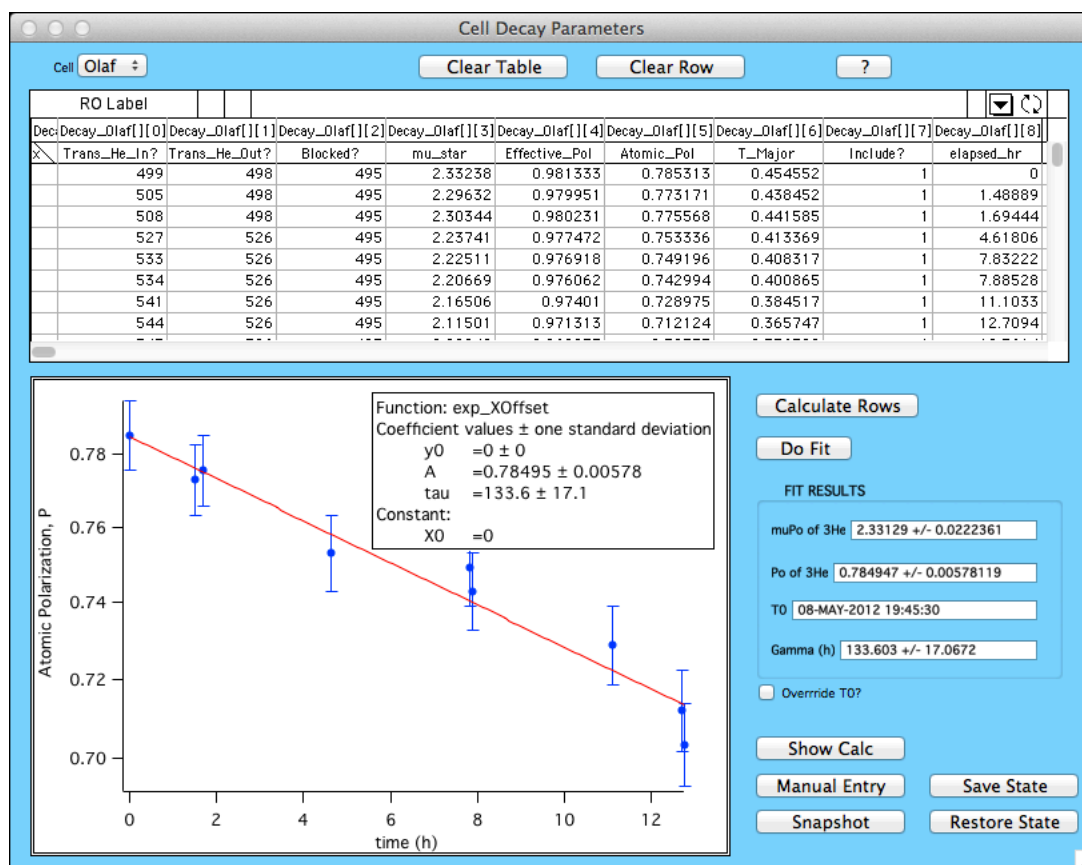 Cell Decay Parameters
Cell Olaf Clear Table Clear Row ?
RO Label
Dec Decay_Olaf[][0] Decay_Olaf[][1] Decay_Olaf[][2] Decay_Olaf[][3] Decay_Olaf[][4] Decay_Olaf[][5] Decay_Olaf[][6] Decay_Olaf[][7] Decay_Olaf[][8]
x Trans_He_In? Trans_He_Out? Blocked? mu_star Effective_Pol Atomic_Pol T_Major Include? elapsed_hr
499 498 495 2.33238 0.981333 0.785313 0.454552 1 0
505 498 495 2.29632 0.979951 0.773171 0.438452 1 1.48889
508 498 495 2.30344 0.980231 0.775568 0.441585 1 1.69444
527 526 495 2.23741 0.977472 0.753336 0.413369 1 4.61806
533 526 495 2.22511 0.976918 0.749196 0.408317 1 7.83222
534 526 495 2.20669 0.976062 0.742994 0.400865 1 7.88528
541 526 495 2.16506 0.97401 0.728975 0.384517 1 11.1033
544 526 495 2.11501 0.971313 0.712124 0.365747 1 12.7094
Function: exp_XOffset
Coefficient values ± one standard deviation
y0 =0 ± 0
A =0.78495 ± 0.00578
tau =133.6 ± 17.1
Constant:
X0 =0
0.78
0.76
0.74
0.72
0.70
Atomic Polarization, P
0 2 4 6 8 10 12
time (h)
Calculate Rows
Do Fit
FIT RESULTS
muPo of 3He 2.33129 +/- 0.0222361
Po of 3He 0.784947 +/- 0.00578119
T0 08-MAY-2012 19:45:30
Gamma (h) 133.603 +/- 17.0672
Overrride T0?
Show Calc
Manual Entry Save State
Snapshot Restore State